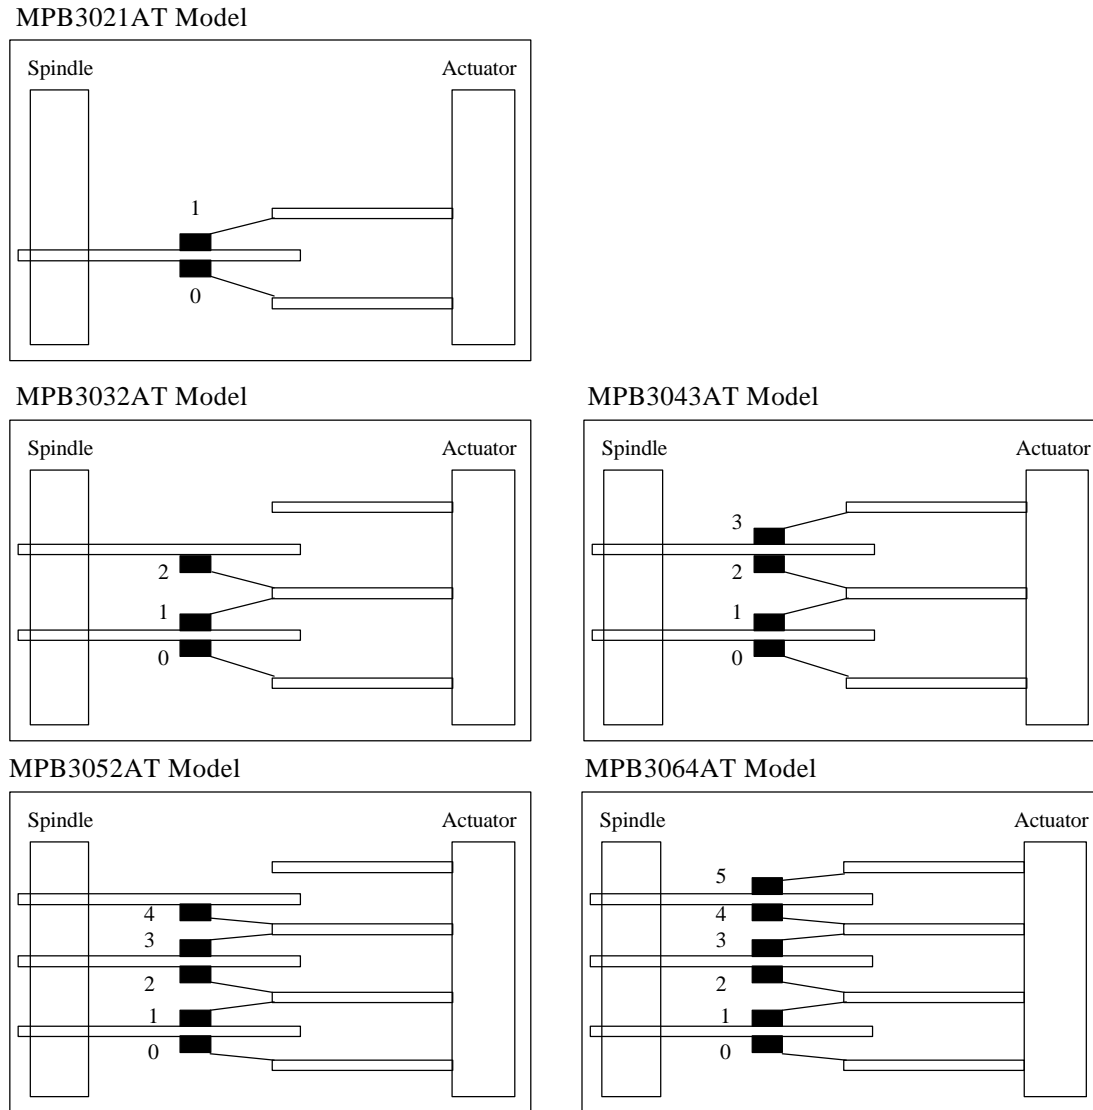 MPB3021AT Model
Spindle
Actuator
1
0
MPB3032AT Model
Spindle
Actuator
2
1
0
MPB3043AT Model
Spindle
Actuator
3
2
1
0
MPB3052AT Model
Spindle
Actuator
4
3
2
1
0
MPB3064AT Model
Spindle
Actuator
5
4
3
2
1
0